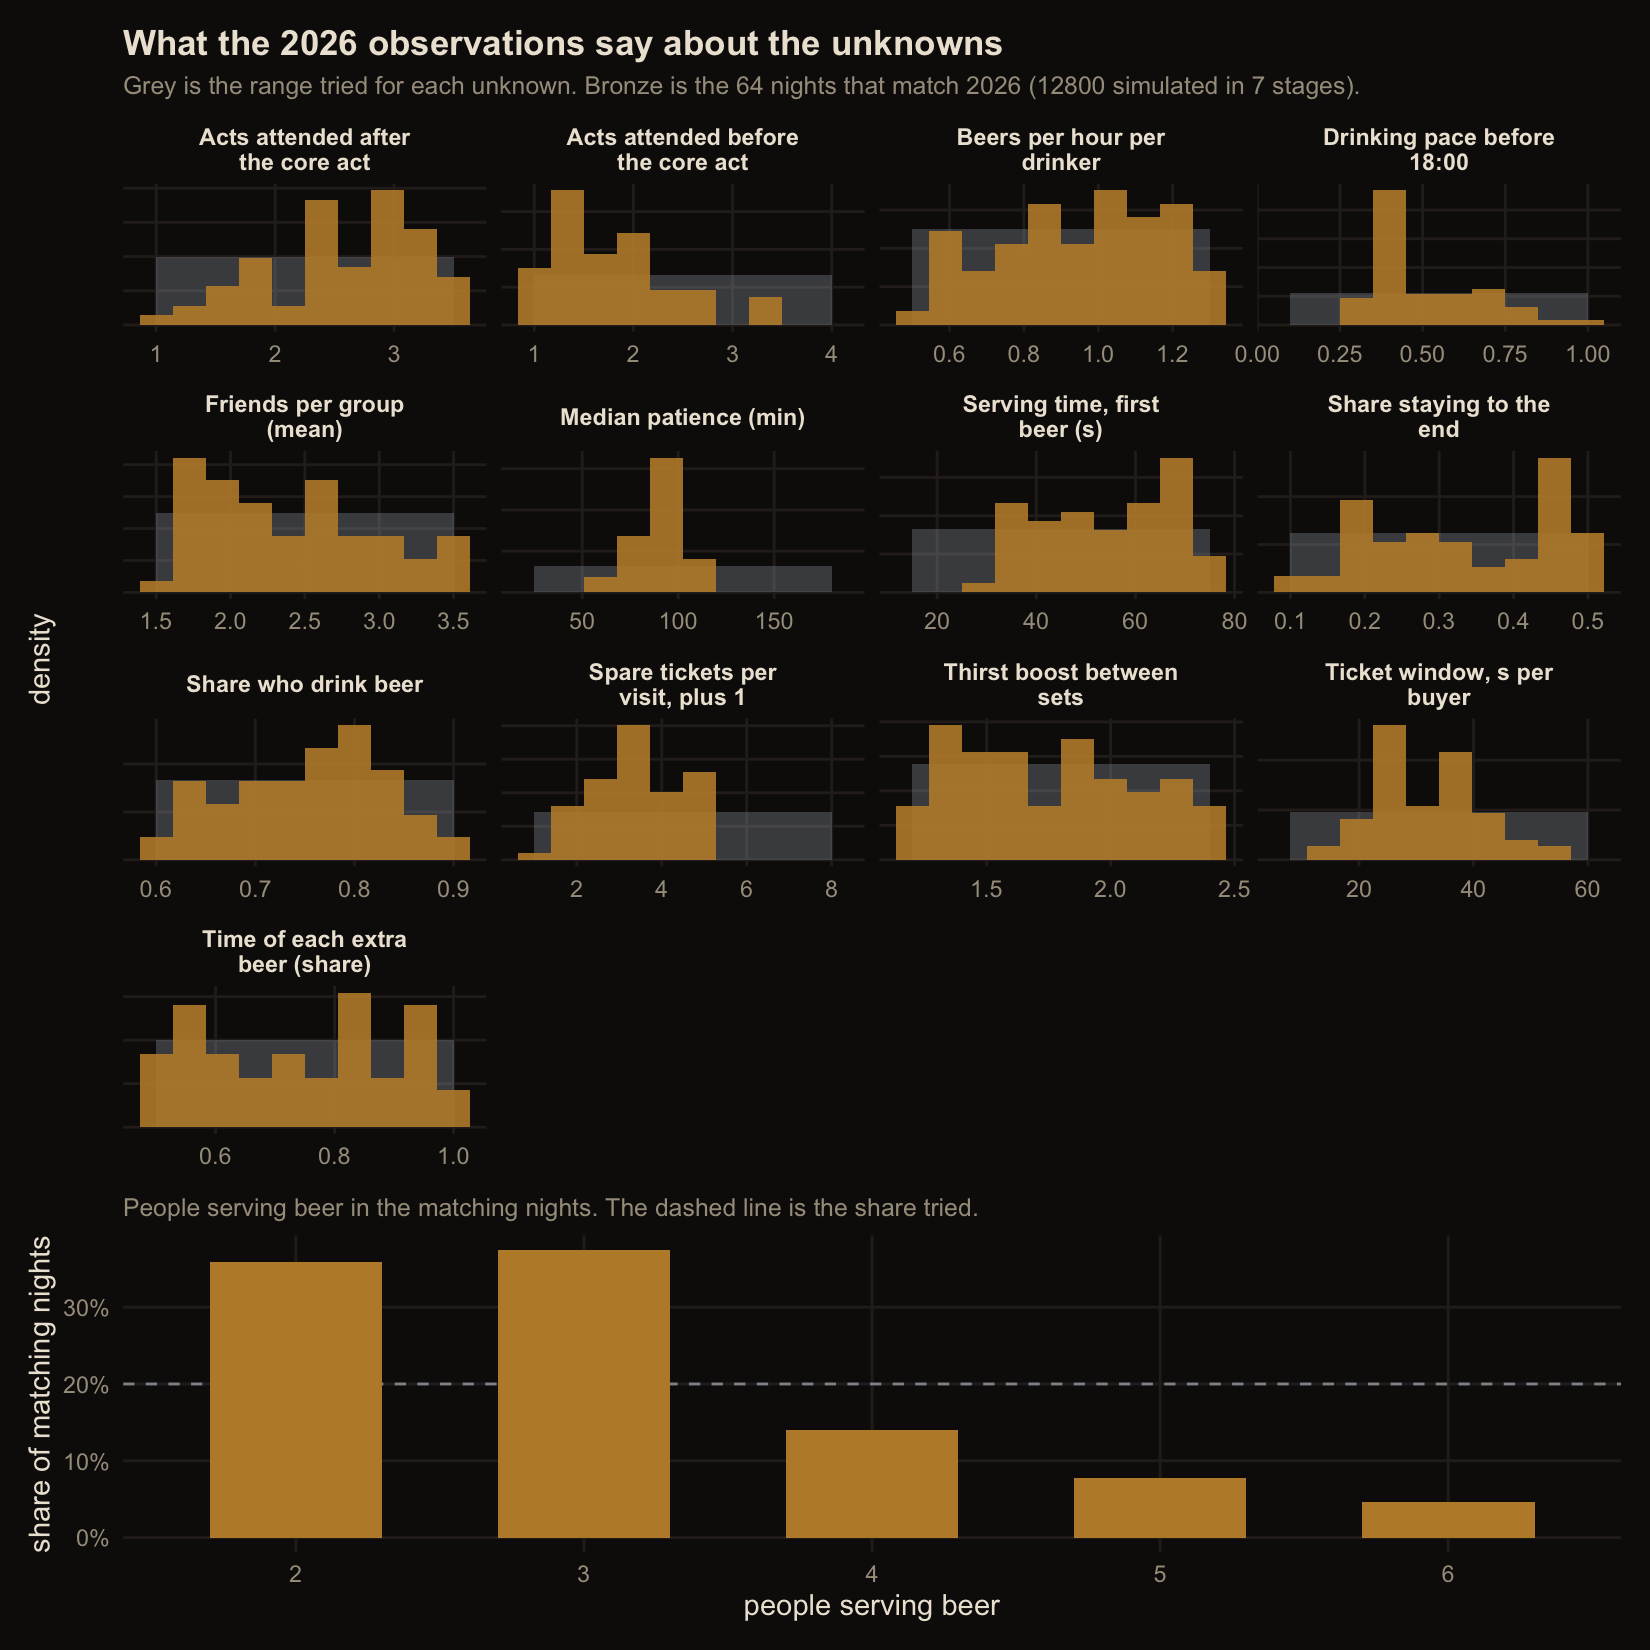 What the 2026 observations say about the unknowns
Grey is the range tried for each unknown. Bronze is the 64 nights that match 2026 (12800 simulated in 7 stages).
Acts attended after
the core act
Acts attended before
the core act
Beers per hour per
drinker
Drinking pace before
18:00
1 2 3
1 2 3 4
0.6 0.8 1.0 1.2
0.00 0.25 0.50 0.75 1.00
Friends per group
(mean)
Median patience (min)
Serving time, first
beer (s)
Share staying to the
end
1.5 2.0 2.5 3.0 3.5
50 100 150
20 40 60 80
0.1 0.2 0.3 0.4 0.5
density
Share who drink beer
Spare tickets per
visit, plus 1
Thirst boost between
sets
Ticket window, s per
buyer
0.6 0.7 0.8 0.9
2 4 6 8
1.5 2.0 2.5
20 40 60
Time of each extra
beer (share)
0.6 0.8 1.0
People serving beer in the matching nights. The dashed line is the share tried.
share of matching nights
30%
20%
10%
0%
2 3 4 5 6
people serving beer